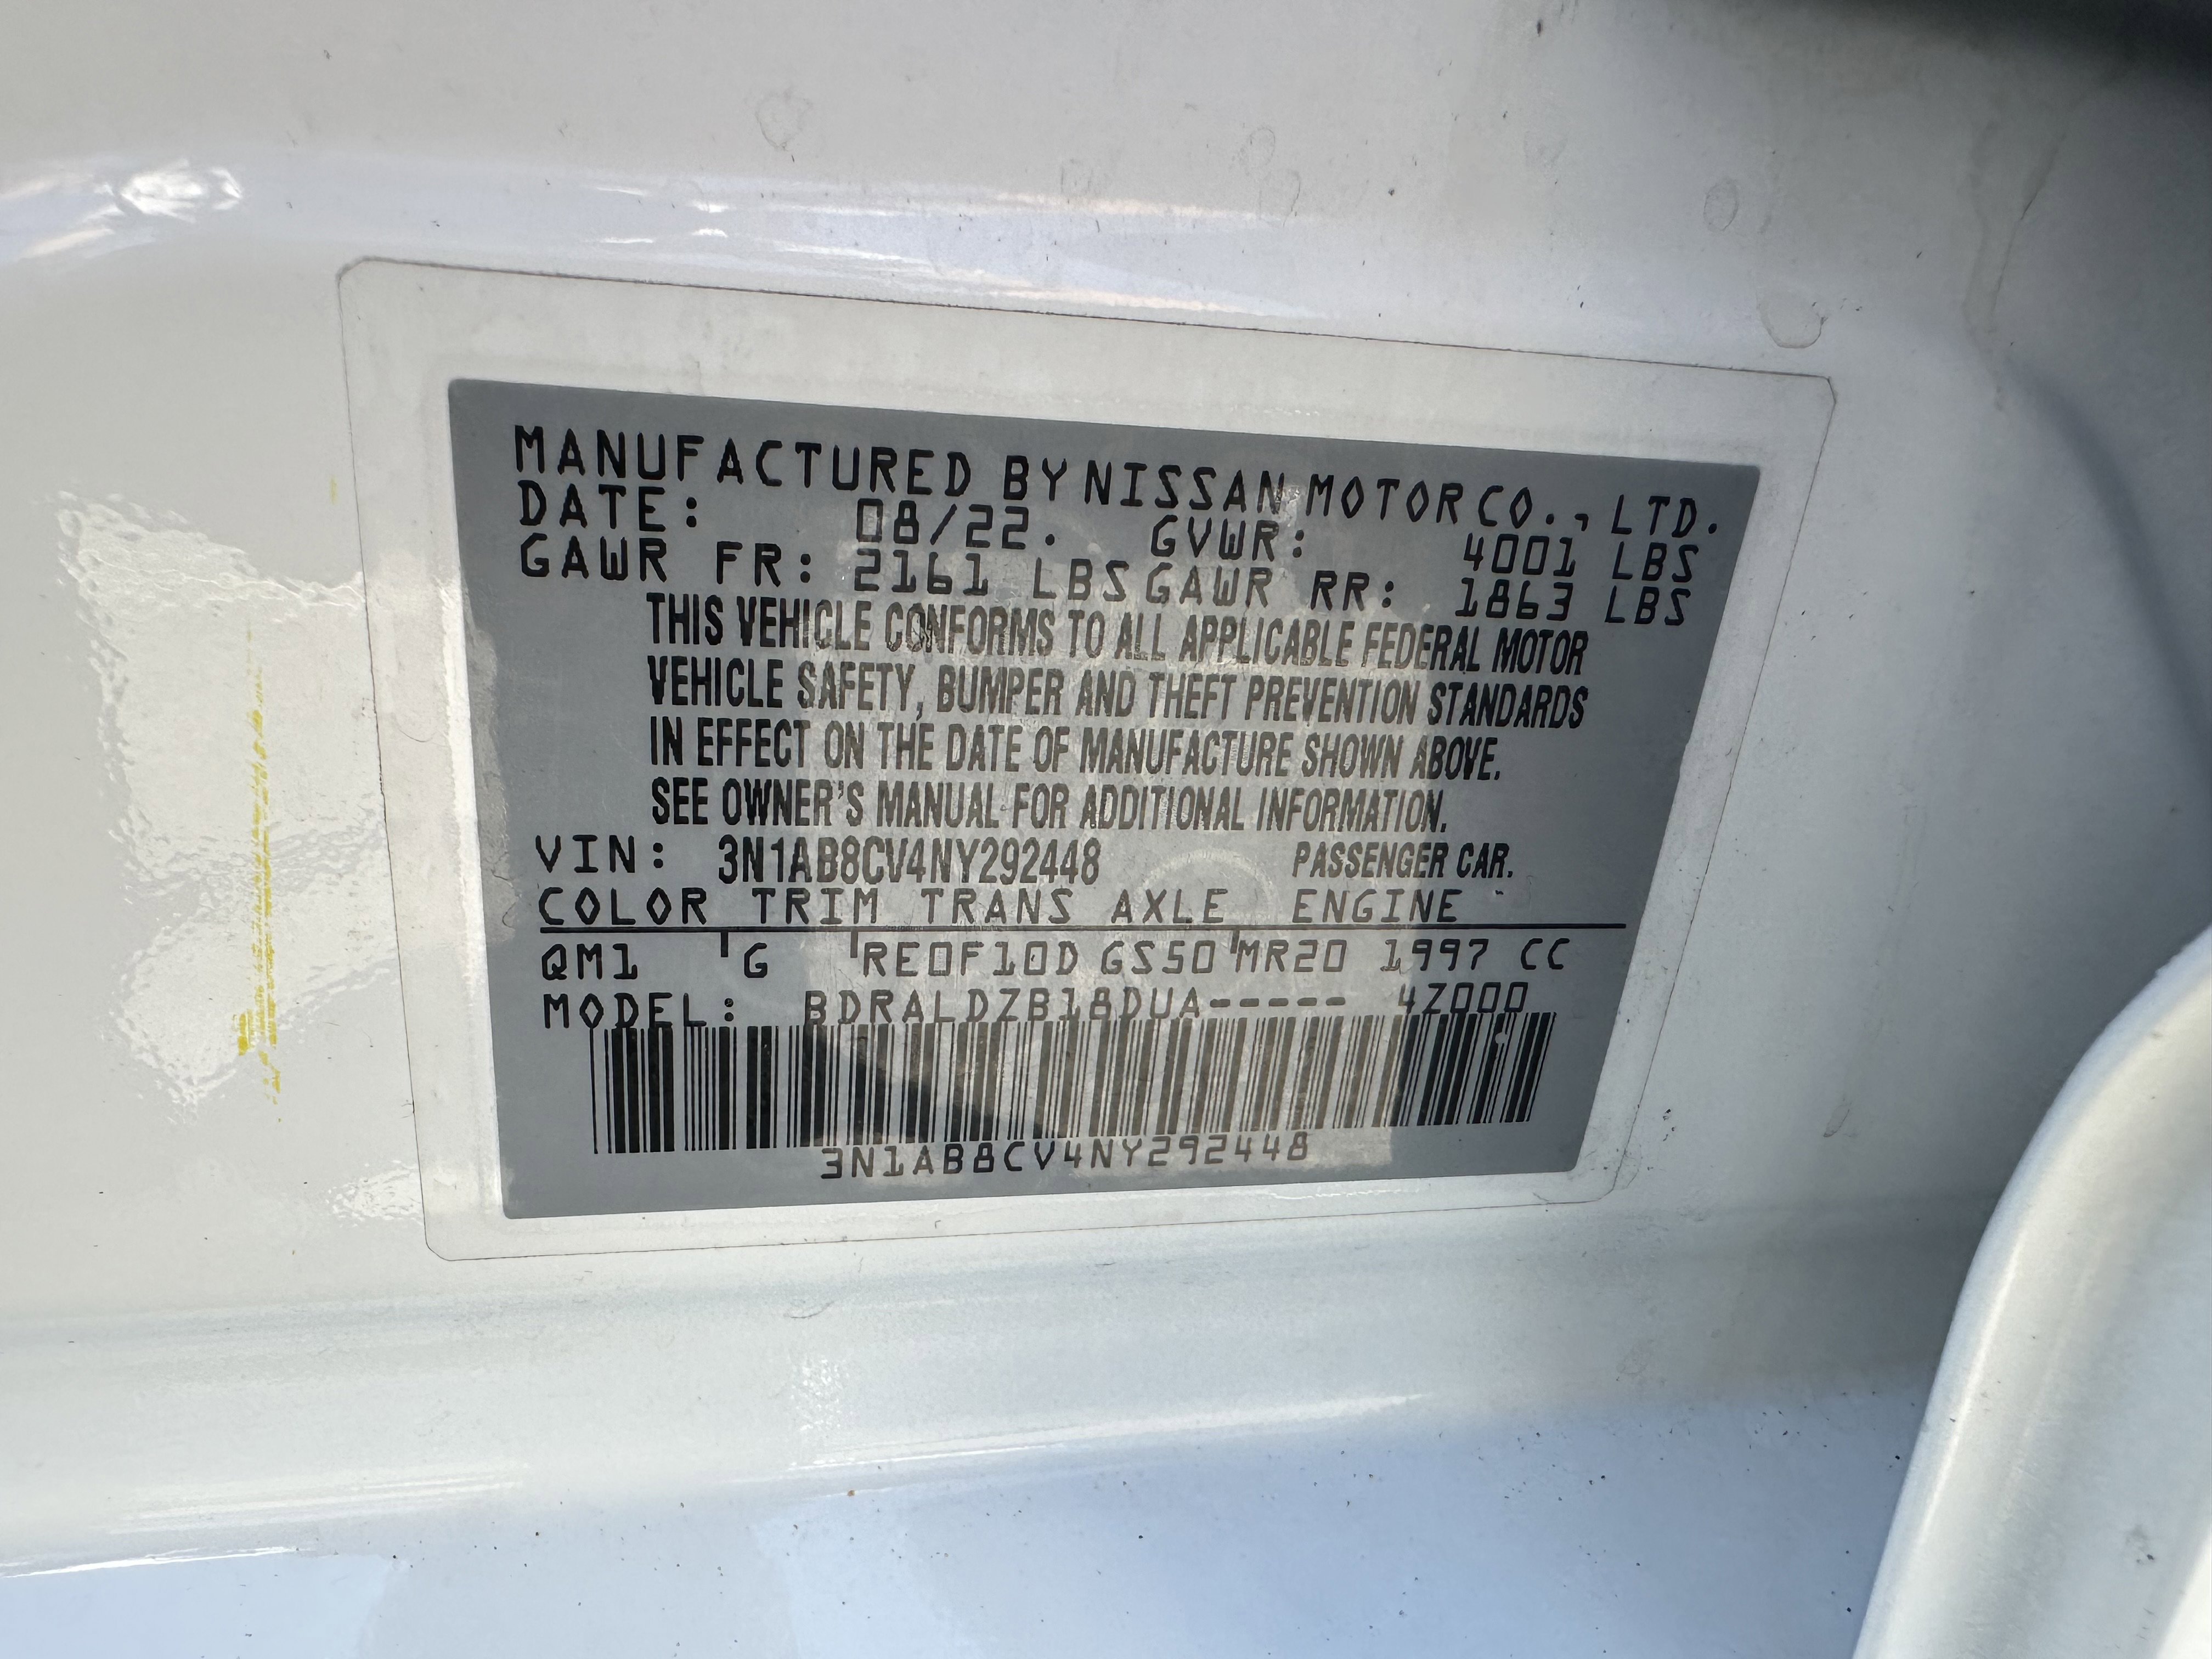 MANUFACTURED BY NISSAN MOTOR CO., LTD.
DATE: 08/22. GVWR: 4001 LBS
GAWR FR: 2161 LBS GAWR RR: 1863 LBS
THIS VEHICLE CONFORMS TO ALL APPLICABLE FEDERAL MOTOR
VEHICLE SAFETY, BUMPER AND THEFT PREVENTION STANDARDS
IN EFFECT ON THE DATE OF MANUFACTURE SHOWN ABOVE.
SEE OWNER'S MANUAL FOR ADDITIONAL INFORMATION.
VIN: 3N1AB8CV4NY292448 PASSENGER CAR.
COLOR TRIM TRANS AXLE ENGINE
QM1 G RE0F10D GS50 MR20 1997 CC
MODEL: BDRALDZB18DUA----- 4Z000
3N1AB8CV4NY292448